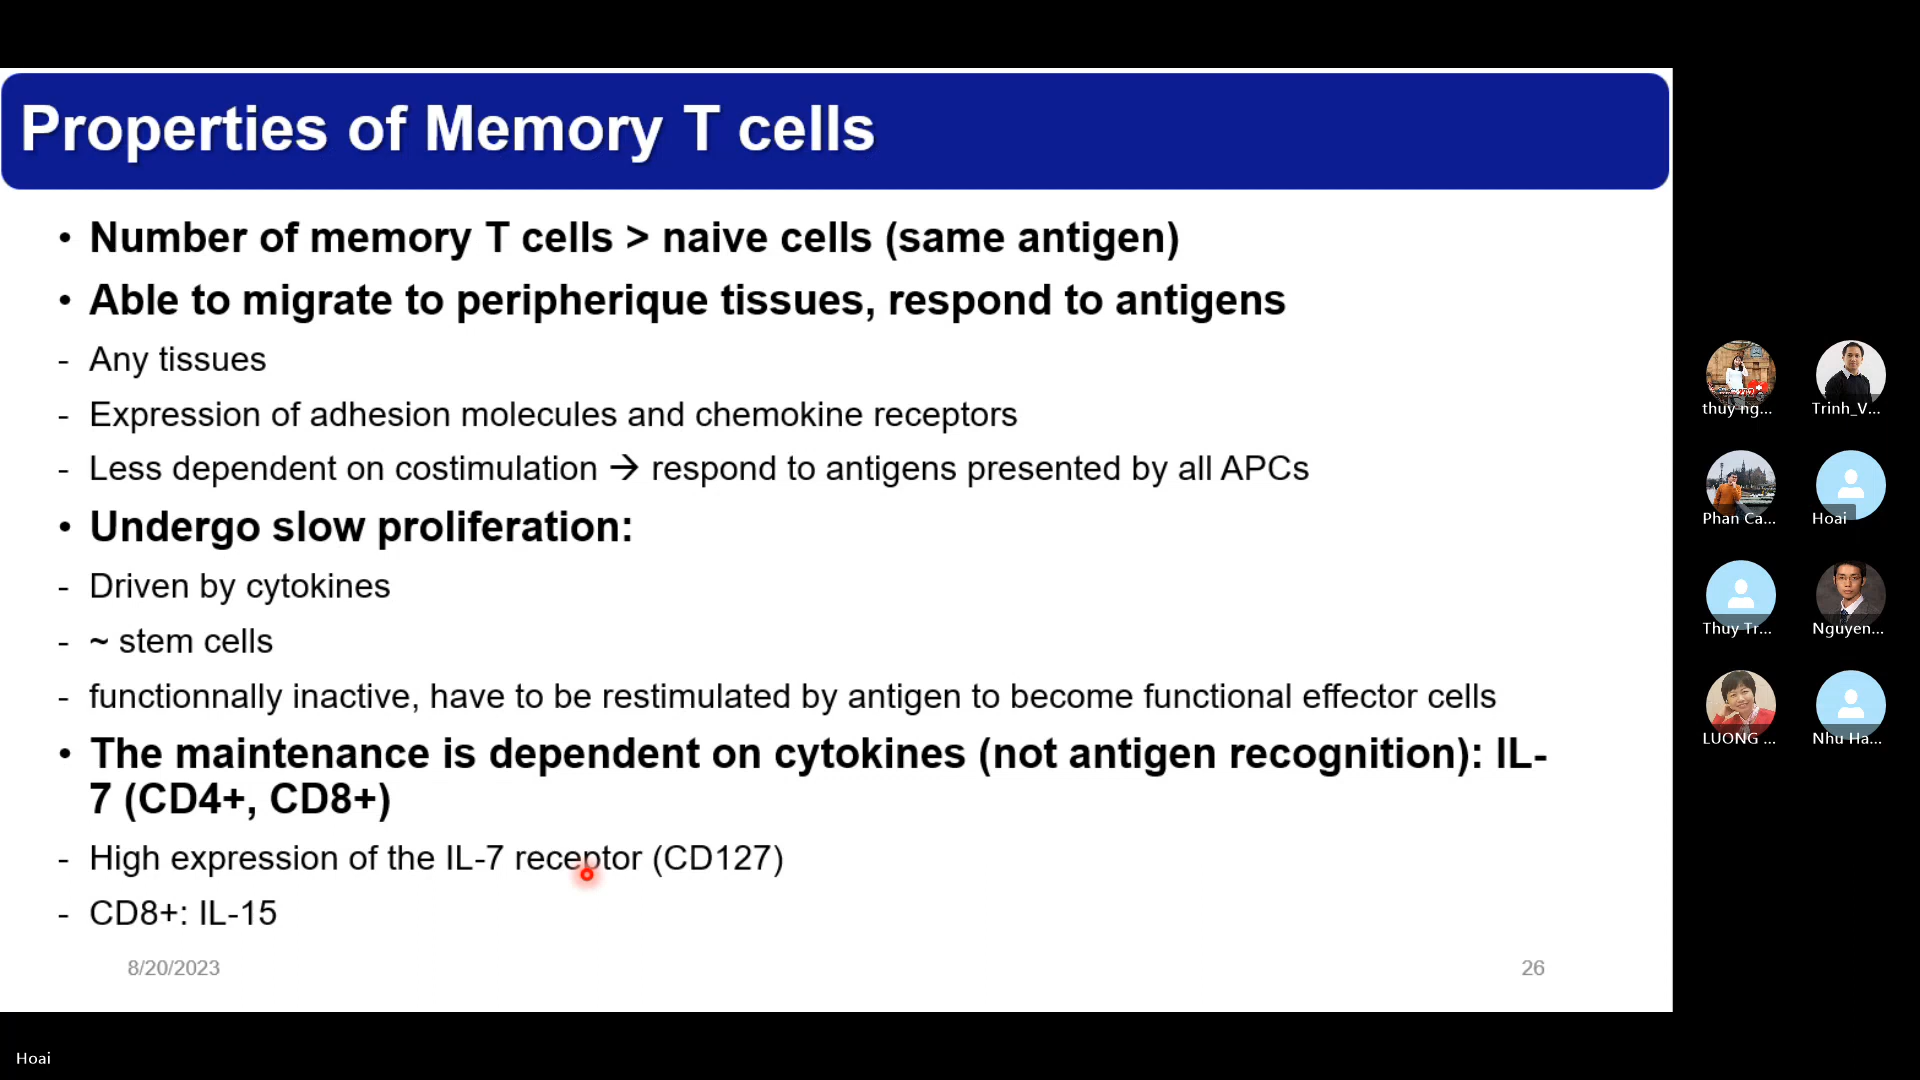 Properties of Memory T cells
• Number of memory T cells > naive cells (same antigen)
• Able to migrate to peripherique tissues, respond to antigens
- Any tissues
- Expression of adhesion molecules and chemokine receptors
- Less dependent on costimulation → respond to antigens presented by all APCs
• Undergo slow proliferation:
- Driven by cytokines
- ~ stem cells
- functionnally inactive, have to be restimulated by antigen to become functional effector cells
• The maintenance is dependent on cytokines (not antigen recognition): IL-
7 (CD4+, CD8+)
- High expression of the IL-7 receptor (CD127)
- CD8+: IL-15
8/20/2023
26
thuy ng...
Trinh_V...
Phan Ca...
Hoai
Thuy Tr...
Nguyen...
LUONG ...
Nhu Ha...
Hoai